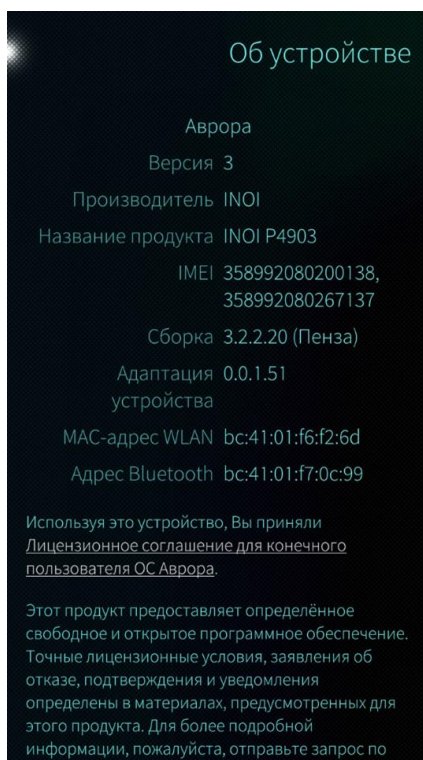 Об устройстве
Аврора
Версия 3
Производитель INOI
Название продукта INOI P4903
IMEI 358992080200138,
358992080267137
Сборка 3.2.2.20 (Пенза)
Адаптация 0.0.1.51
устройства
MAC-адрес WLAN bc:41:01:f6:f2:6d
Адрес Bluetooth bc:41:01:f7:0c:99
Используя это устройство, Вы приняли
Лицензионное соглашение для конечного
пользователя ОС Аврора.
Этот продукт предоставляет определённое
свободное и открытое программное обеспечение.
Точные лицензионные условия, заявления об
отказе, подтверждения и уведомления
определены в материалах, предусмотренных для
этого продукта. Для более подробной
информации, пожалуйста, отправьте запрос по